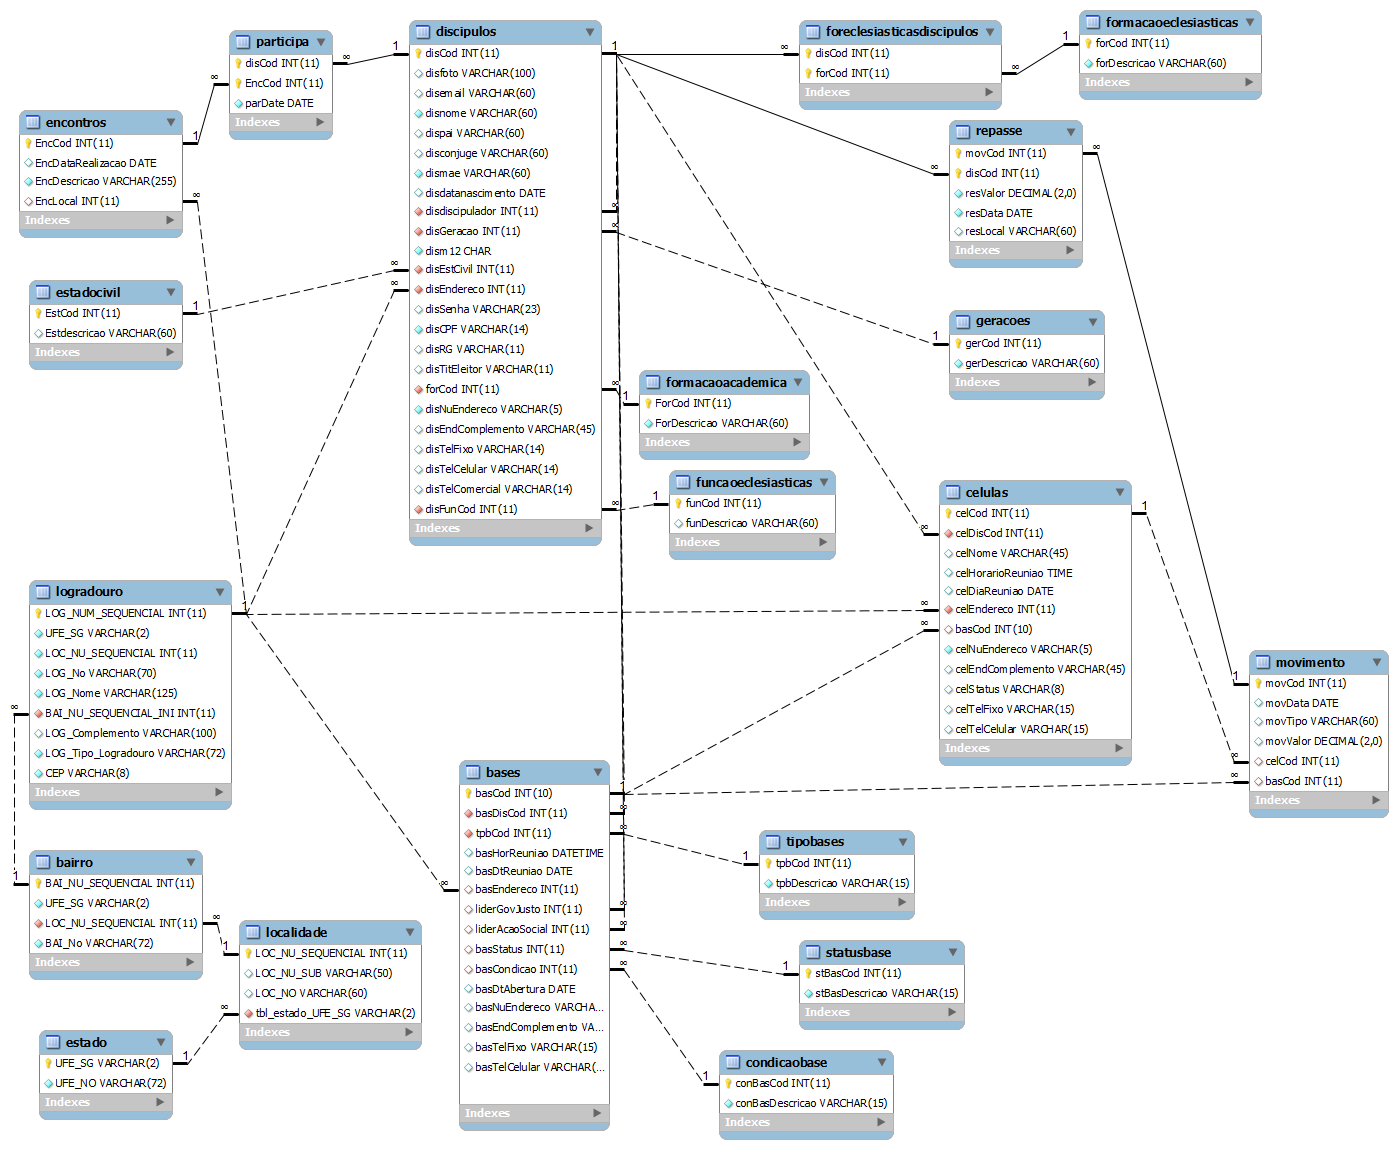 participa
disCod INT(11)
EncCod INT(11)
parDate DATE
Indexes
discipulos
disCod INT(11)
disfoto VARCHAR(100)
disemail VARCHAR(60)
disnome VARCHAR(60)
dispai VARCHAR(60)
disconjuge VARCHAR(60)
dismae VARCHAR(60)
disdatanascimento DATE
disdiscipulador INT(11)
disGeracao INT(11)
dism12 CHAR
disEstCivil INT(11)
disEndereco INT(11)
disSenha VARCHAR(23)
disCPF VARCHAR(14)
disRG VARCHAR(11)
disTitEleitor VARCHAR(11)
forCod INT(11)
disNuEndereco VARCHAR(5)
disEndComplemento VARCHAR(45)
disTelFixo VARCHAR(14)
disTelCelular VARCHAR(14)
disTelComercial VARCHAR(14)
disFunCod INT(11)
Indexes
foreclesiasticasdiscipulos
disCod INT(11)
forCod INT(11)
Indexes
formacaoeclesiasticas
forCod INT(11)
forDescricao VARCHAR(60)
Indexes
encontros
EncCod INT(11)
EncDataRealizacao DATE
EncDescricao VARCHAR(255)
EncLocal INT(11)
Indexes
repasse
movCod INT(11)
disCod INT(11)
resValor DECIMAL(2,0)
resData DATE
resLocal VARCHAR(60)
Indexes
estadocivil
EstCod INT(11)
Estdescricao VARCHAR(60)
Indexes
geracoes
gerCod INT(11)
gerDescricao VARCHAR(60)
Indexes
formacaoacademica
ForCod INT(11)
ForDescricao VARCHAR(60)
Indexes
funcaoeclesiasticas
funCod INT(11)
funDescricao VARCHAR(60)
Indexes
celulas
celCod INT(11)
celDisCod INT(11)
celNome VARCHAR(45)
celHorarioReuniao TIME
celDiaReuniao DATE
celEndereco INT(11)
basCod INT(10)
celNuEndereco VARCHAR(5)
celEndComplemento VARCHAR(45)
celStatus VARCHAR(8)
celTelFixo VARCHAR(15)
celTelCelular VARCHAR(15)
Indexes
logradouro
LOG_NUM_SEQUENCIAL INT(11)
UFE_SG VARCHAR(2)
LOC_NU_SEQUENCIAL INT(11)
LOG_No VARCHAR(70)
LOG_Nome VARCHAR(125)
BAI_NU_SEQUENCIAL_INI INT(11)
LOG_Complemento VARCHAR(100)
LOG_Tipo_Logradouro VARCHAR(72)
CEP VARCHAR(8)
Indexes
movimento
movCod INT(11)
movData DATE
movTipo VARCHAR(60)
movValor DECIMAL(2,0)
celCod INT(11)
basCod INT(11)
Indexes
bases
basCod INT(10)
basDisCod INT(11)
tpbCod INT(11)
basHorReuniao DATETIME
basDtReuniao DATE
basEndereco INT(11)
liderGovJusto INT(11)
liderAcaoSocial INT(11)
basStatus INT(11)
basCondicao INT(11)
basDtAbertura DATE
basNuEndereco VARCHA...
basEndComplemento VA...
basTelFixo VARCHAR(15)
basTelCelular VARCHAR(...
Indexes
tipobases
tpbCod INT(11)
tpbDescricao VARCHAR(15)
Indexes
bairro
BAI_NU_SEQUENCIAL INT(11)
UFE_SG VARCHAR(2)
LOC_NU_SEQUENCIAL INT(11)
BAI_No VARCHAR(72)
Indexes
localidade
LOC_NU_SEQUENCIAL INT(11)
LOC_NU_SUB VARCHAR(50)
LOC_NO VARCHAR(60)
tbl_estado_UFE_SG VARCHAR(2)
Indexes
statusbase
stBasCod INT(11)
stBasDescricao VARCHAR(15)
Indexes
estado
UFE_SG VARCHAR(2)
UFE_NO VARCHAR(72)
Indexes
condicaobase
conBasCod INT(11)
conBasDescricao VARCHAR(15)
Indexes